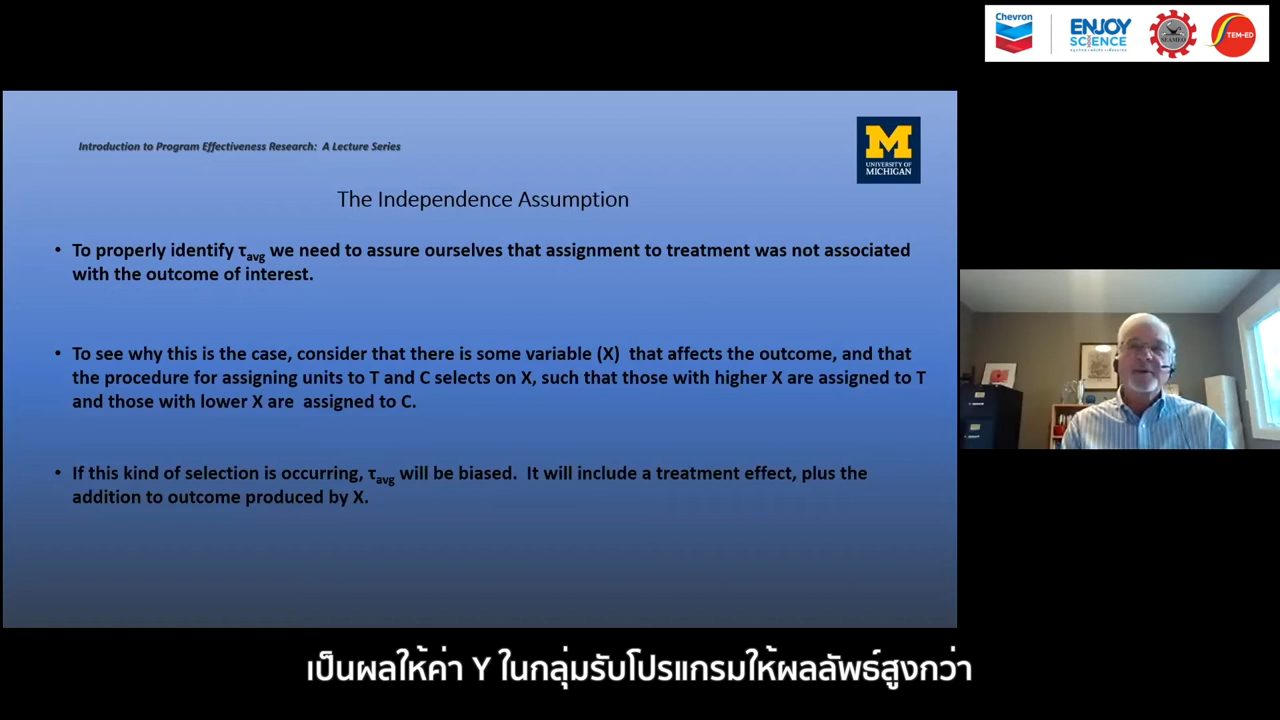 Chevron
ENJOY
SCIENCE
SEAMEO
STEM-ED
Introduction to Program Effectiveness Research: A Lecture Series
M
UNIVERSITY OF
MICHIGAN
The Independence Assumption
• To properly identify τavg we need to assure ourselves that assignment to treatment was not associated
with the outcome of interest.
• To see why this is the case, consider that there is some variable (X) that affects the outcome, and that
the procedure for assigning units to T and C selects on X, such that those with higher X are assigned to T
and those with lower X are assigned to C.
• If this kind of selection is occurring, τavg will be biased. It will include a treatment effect, plus the
addition to outcome produced by X.
เป็นผลให้ค่า Y ในกลุ่มรับโปรแกรมให้ผลลัพธ์สูงกว่า